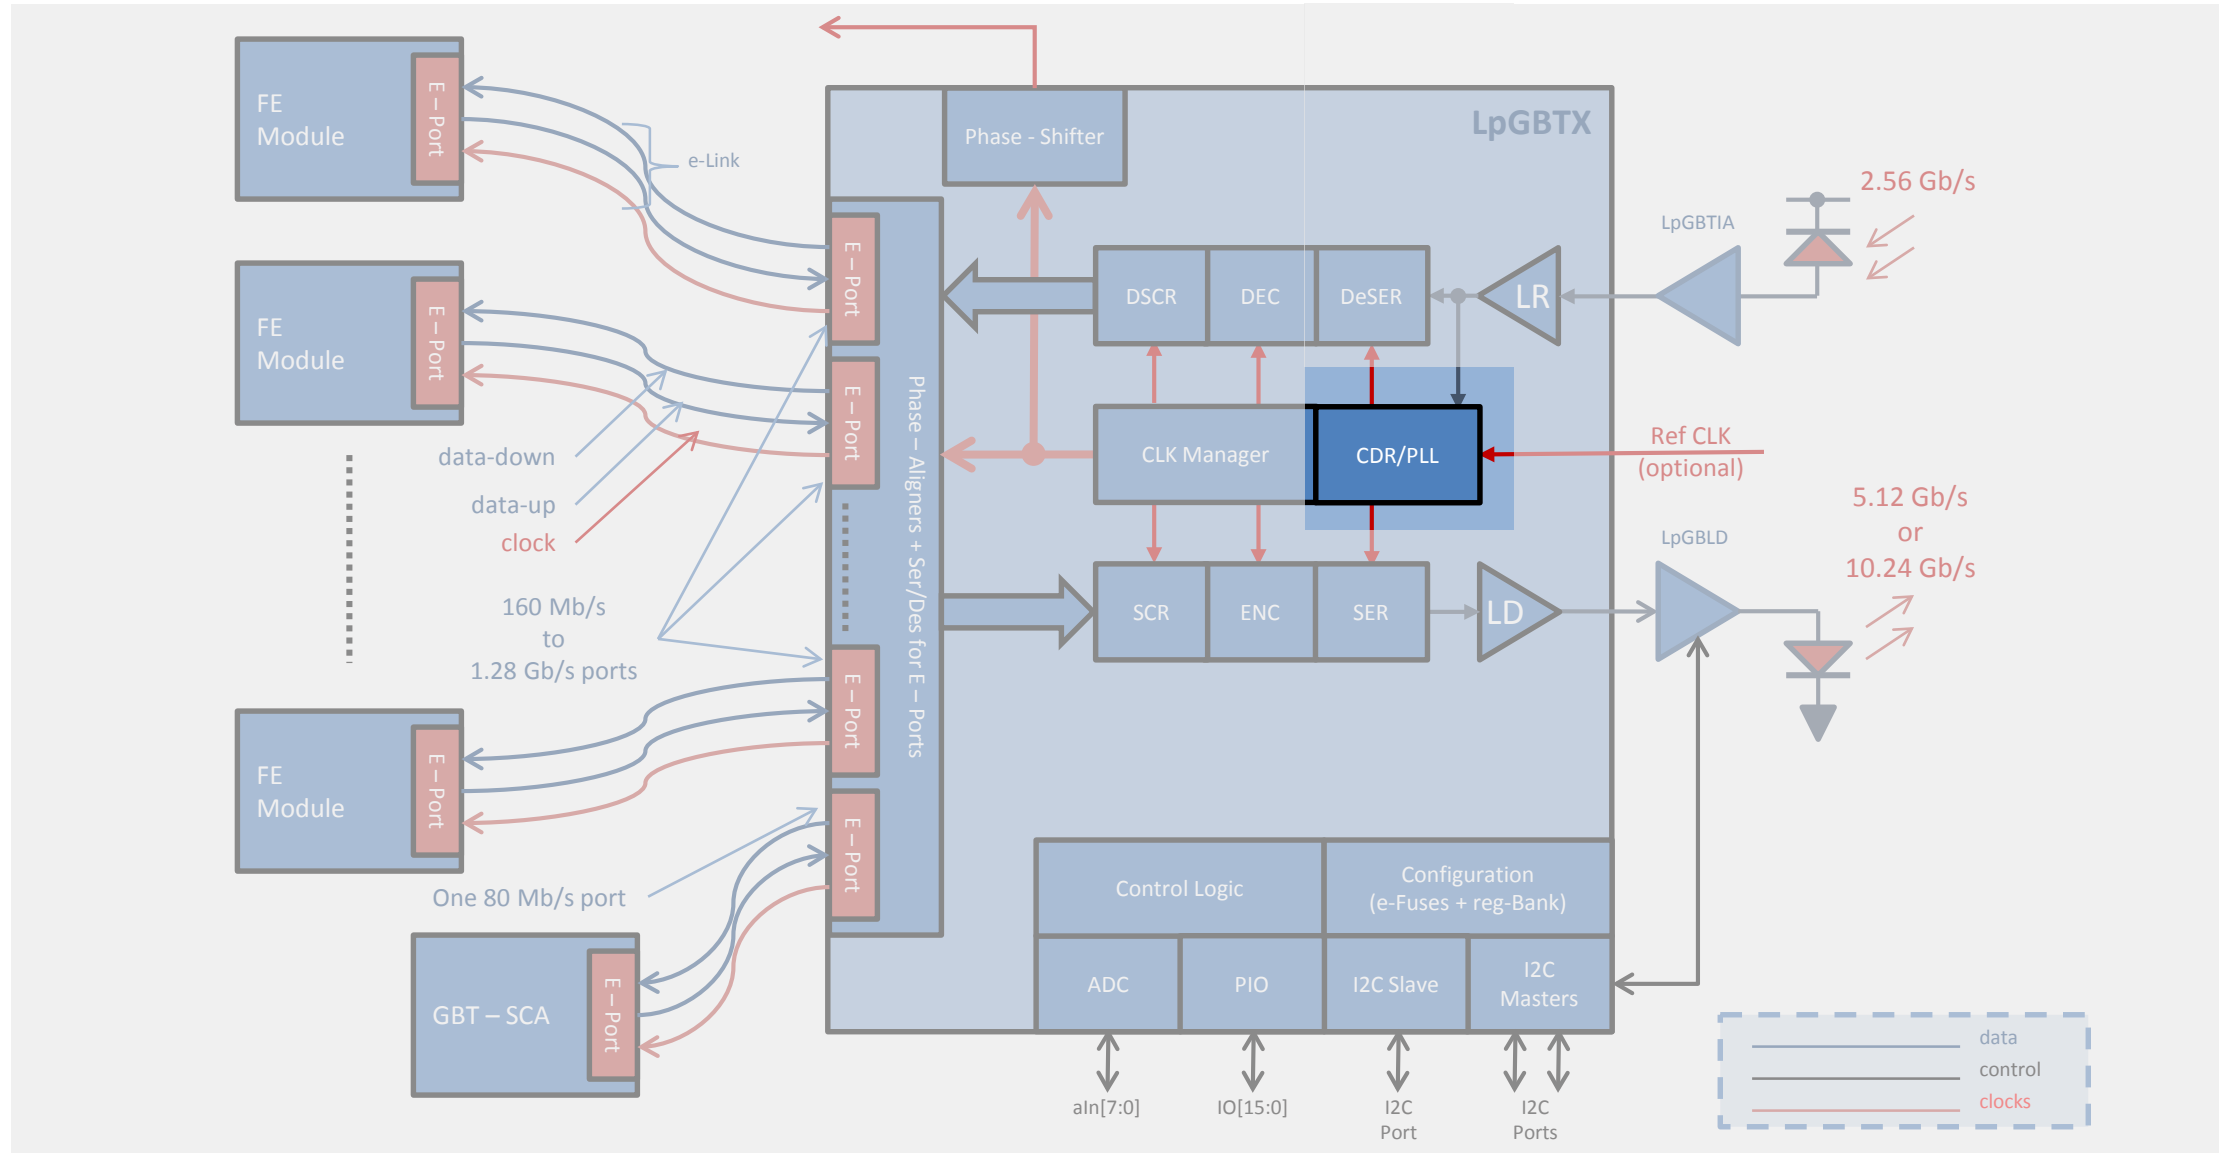 FE
Module
E – Port
FE
Module
E – Port
FE
Module
E – Port
GBT – SCA
E – Port
e-Link
data-down
data-up
clock
160 Mb/s
to
1.28 Gb/s ports
One 80 Mb/s port
LpGBTX
Phase - Shifter
E – Port
E – Port
E – Port
E – Port
Phase – Aligners + Ser/Des for E – Ports
DSCR
DEC
DeSER
LR
CLK Manager
CDR/PLL
SCR
ENC
SER
LD
Control Logic
Configuration
(e-Fuses + reg-Bank)
ADC
PIO
I2C Slave
I2C
Masters
aIn[7:0]
IO[15:0]
I2C
Port
I2C
Ports
LpGBTIA
2.56 Gb/s
Ref CLK
(optional)
LpGBLD
5.12 Gb/s
or
10.24 Gb/s
data
control
clocks